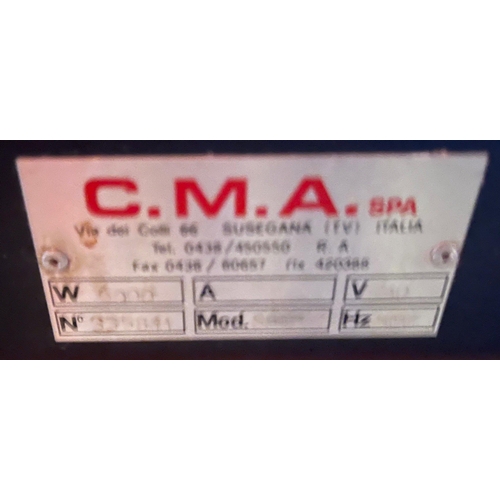 C.M.A. SPA
Via dei Colli 66 SUSEGANA (TV) ITALIA
Tel. 0438/450550 R A
Fax 0438/60657 tlx 420388
W A V
N° Mod. Hz